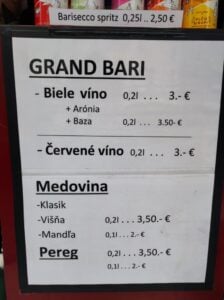 Barisecco spritz 0,25l .. 2,50 €
GRAND BARI
- Biele víno 0,2l . . . 3.- €
+ Arónia
+ Baza 0,2l . . 3.50- €
- Červené víno 0,2l . . . 3.- €
Medovina
-Klasik
-Višňa 0,2l . . . 3,50.- €
-Mandľa 0,1l . . 2.- €
Pereg 0,2l . . . 3,50.- €
0,1l . . . 2.- €